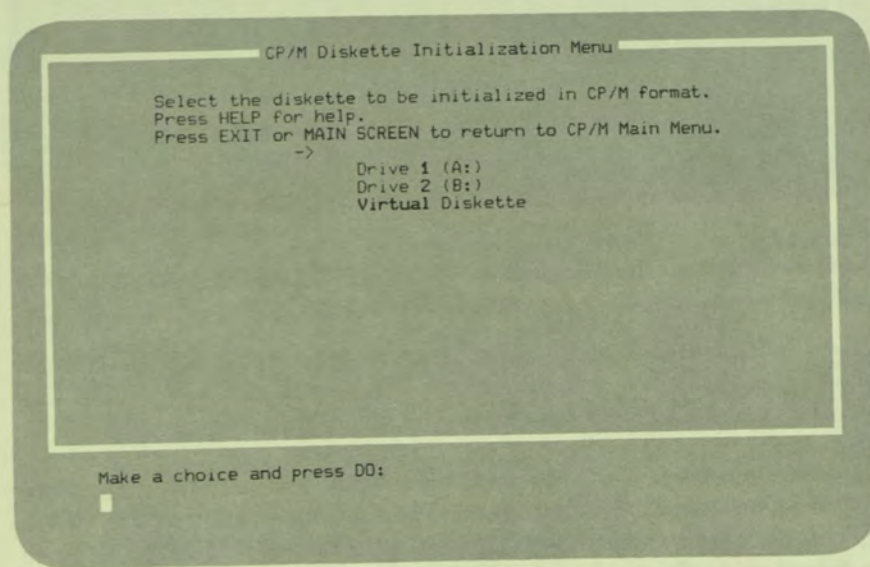 CP/M Diskette Initialization Menu
Select the diskette to be initialized in CP/M format.
Press HELP for help.
Press EXIT or MAIN SCREEN to return to CP/M Main Menu.
->
Drive 1 (A:)
Drive 2 (B:)
Virtual Diskette
Make a choice and press DO: